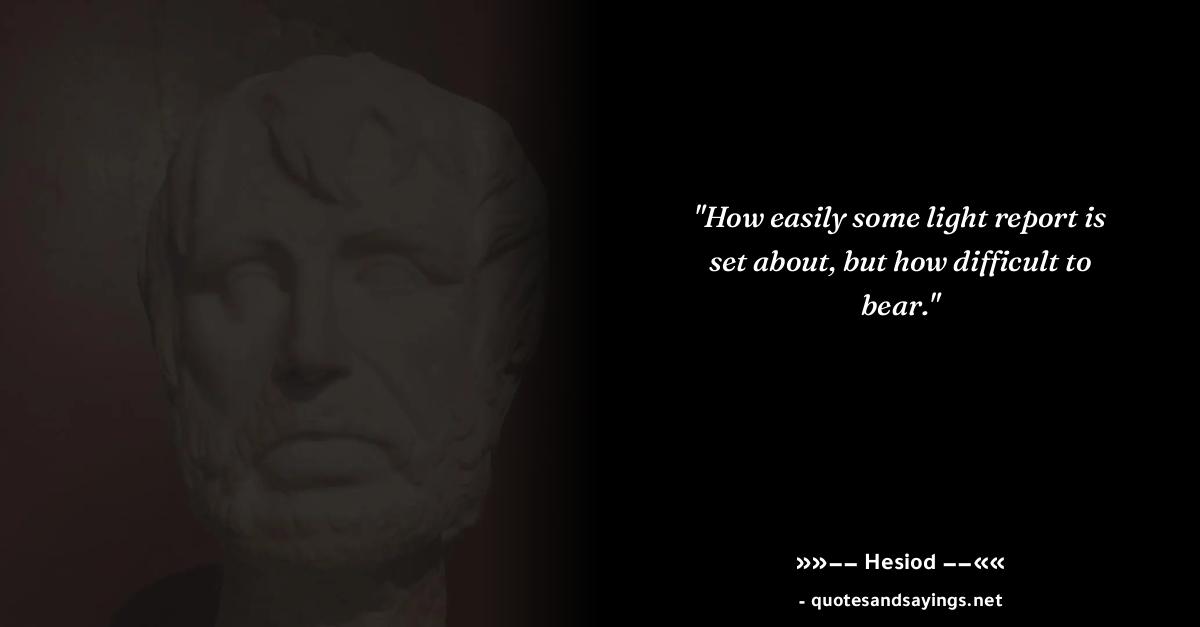 "How easily some light report is
set about, but how difficult to
bear."
»»−− Hesiod −−««
- quotesandsayings.net